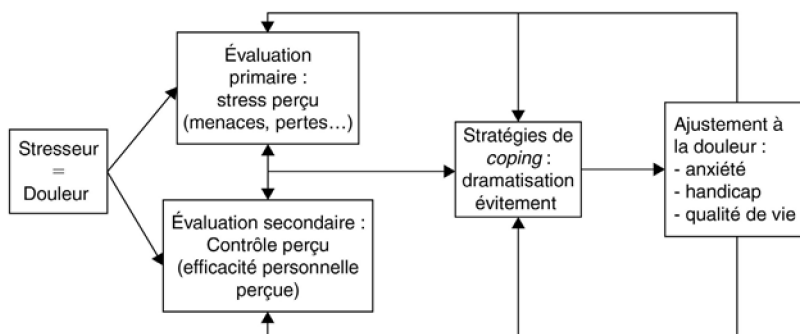 Stresseur
=
Douleur
Évaluation
primaire :
stress perçu
(menaces, pertes…)
Évaluation secondaire :
Contrôle perçu
(efficacité personnelle
perçue)
Stratégies de
coping :
dramatisation
évitement
Ajustement à
la douleur :
- anxiété
- handicap
- qualité de vie